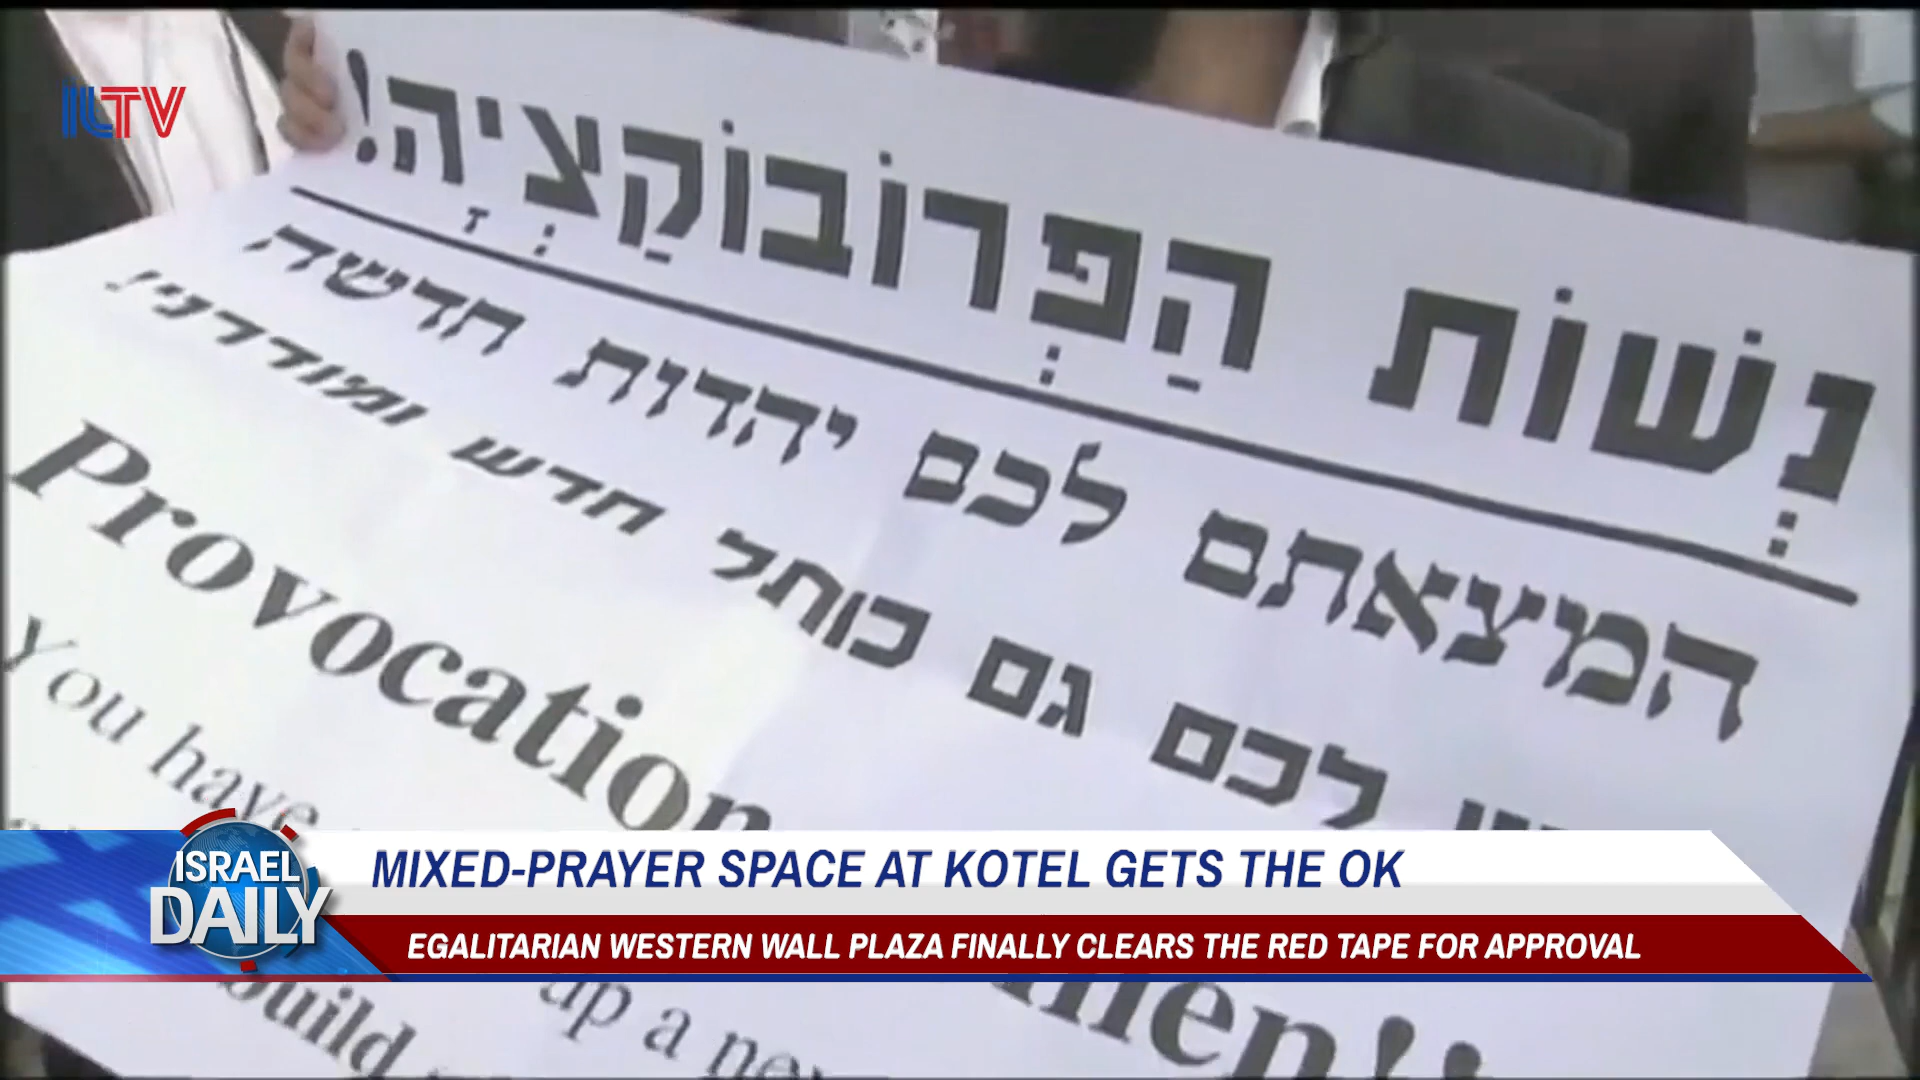 ILTV
נְשׁוֹת הַפְּרוֹבוֹקַצְיָה!
המצאתם לכם יהדות חדשה
לכם גם כותל חדש ומודרני!
Provocation
You have
up a new
build
men!!
ISRAEL
DAILY
MIXED-PRAYER SPACE AT KOTEL GETS THE OK
EGALITARIAN WESTERN WALL PLAZA FINALLY CLEARS THE RED TAPE FOR APPROVAL